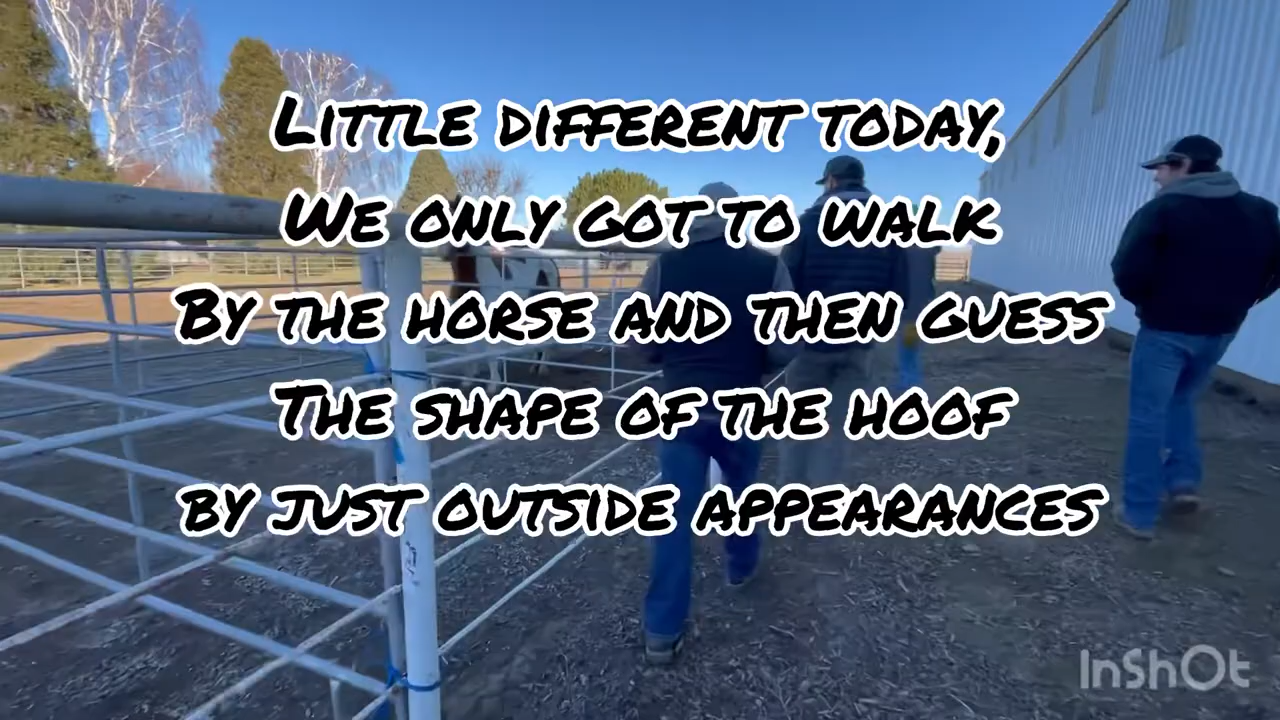 Little different today,
We only got to walk
By the horse and then guess
The shape of the hoof
by just outside appearances
InShOt